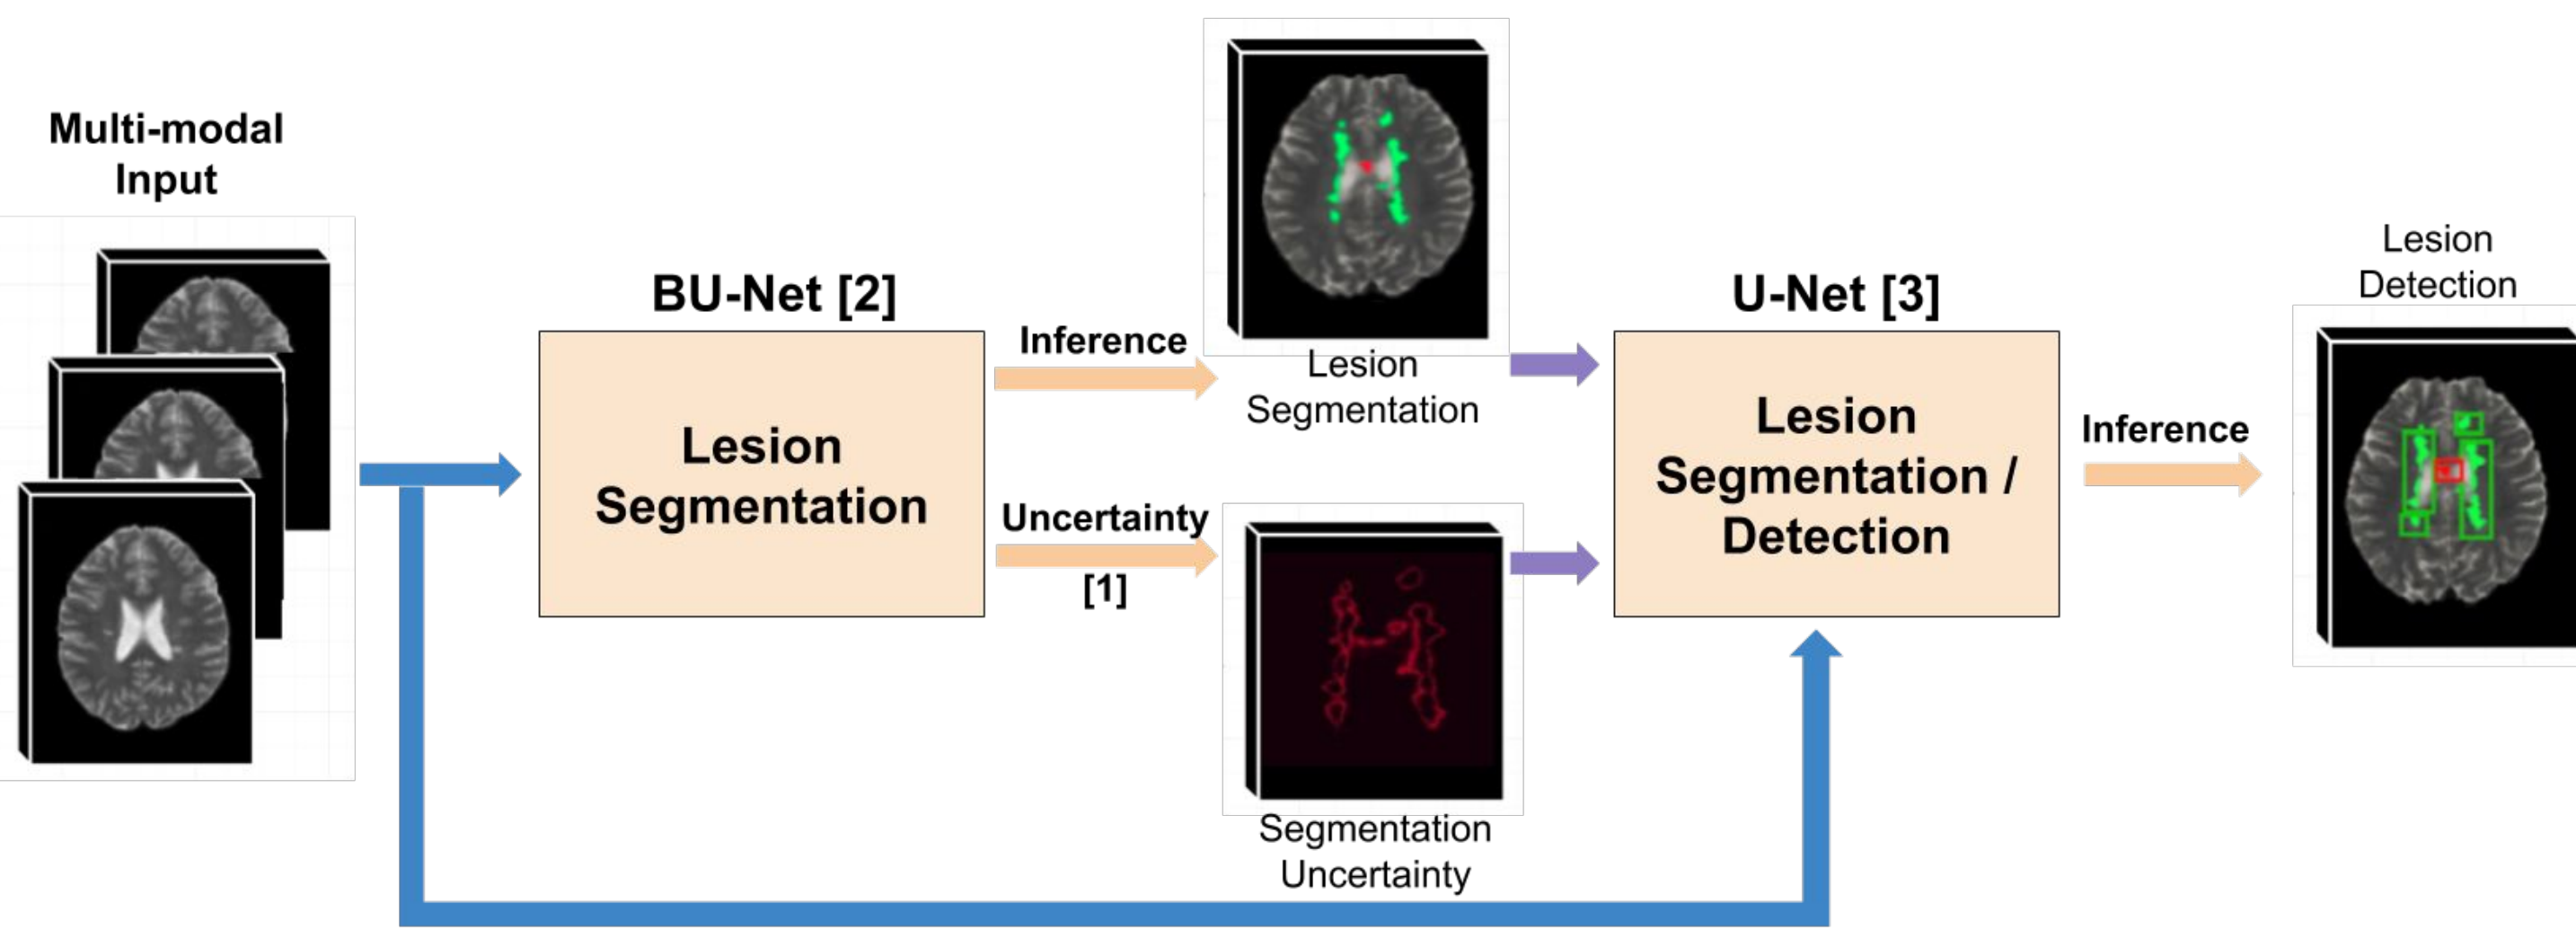 Multi-modal
Input
BU-Net [2]
Lesion
Segmentation
Inference
Uncertainty
[1]
Lesion
Segmentation
Segmentation
Uncertainty
U-Net [3]
Lesion
Segmentation /
Detection
Inference
Lesion
Detection